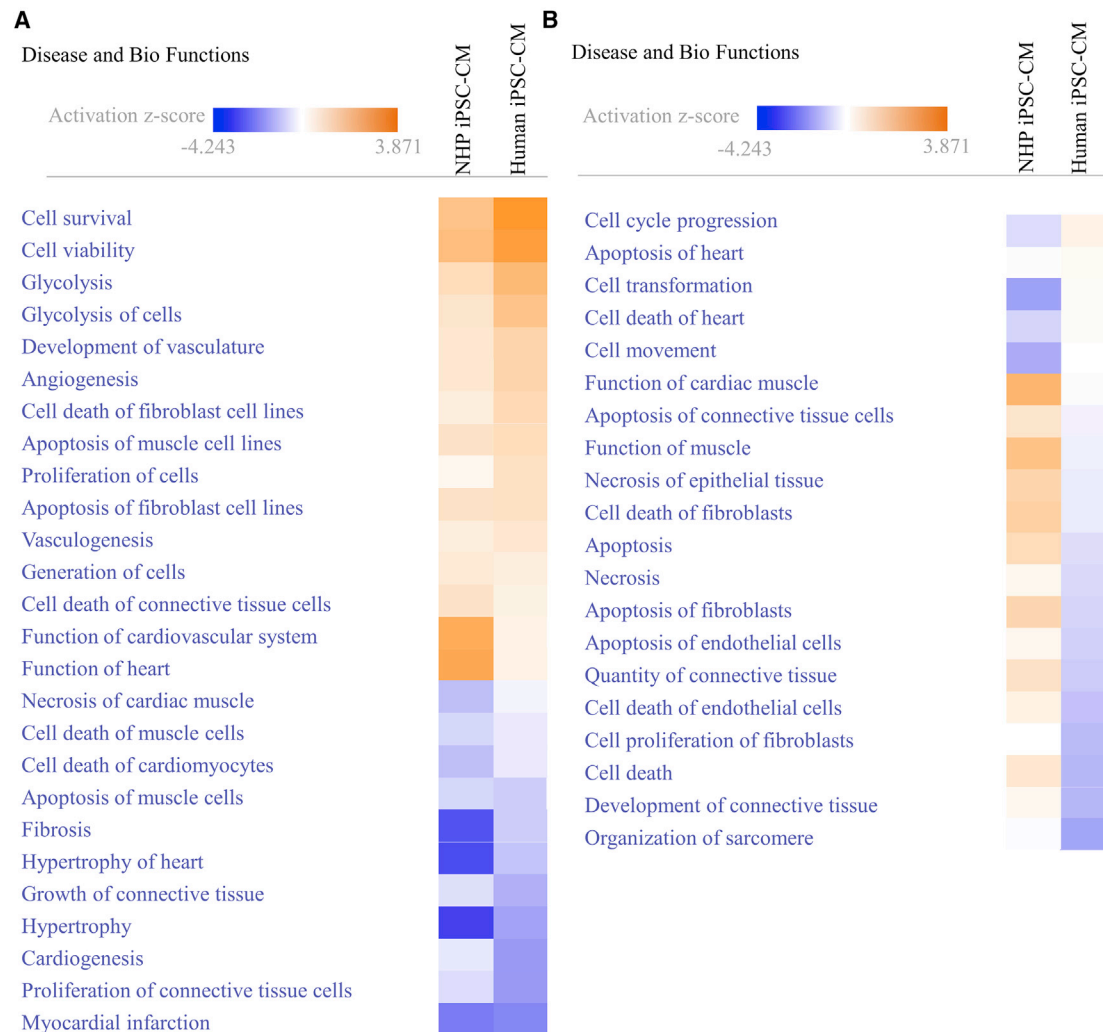 A
Disease and Bio Functions
NHP iPSC-CM
Human iPSC-CM
Activation z-score
-4.243
3.871
Cell survival
Cell viability
Glycolysis
Glycolysis of cells
Development of vasculature
Angiogenesis
Cell death of fibroblast cell lines
Apoptosis of muscle cell lines
Proliferation of cells
Apoptosis of fibroblast cell lines
Vasculogenesis
Generation of cells
Cell death of connective tissue cells
Function of cardiovascular system
Function of heart
Necrosis of cardiac muscle
Cell death of muscle cells
Cell death of cardiomyocytes
Apoptosis of muscle cells
Fibrosis
Hypertrophy of heart
Growth of connective tissue
Hypertrophy
Cardiogenesis
Proliferation of connective tissue cells
Myocardial infarction
B
Disease and Bio Functions
NHP iPSC-CM
Human iPSC-CM
Activation z-score
-4.243
3.871
Cell cycle progression
Apoptosis of heart
Cell transformation
Cell death of heart
Cell movement
Function of cardiac muscle
Apoptosis of connective tissue cells
Function of muscle
Necrosis of epithelial tissue
Cell death of fibroblasts
Apoptosis
Necrosis
Apoptosis of fibroblasts
Apoptosis of endothelial cells
Quantity of connective tissue
Cell death of endothelial cells
Cell proliferation of fibroblasts
Cell death
Development of connective tissue
Organization of sarcomere